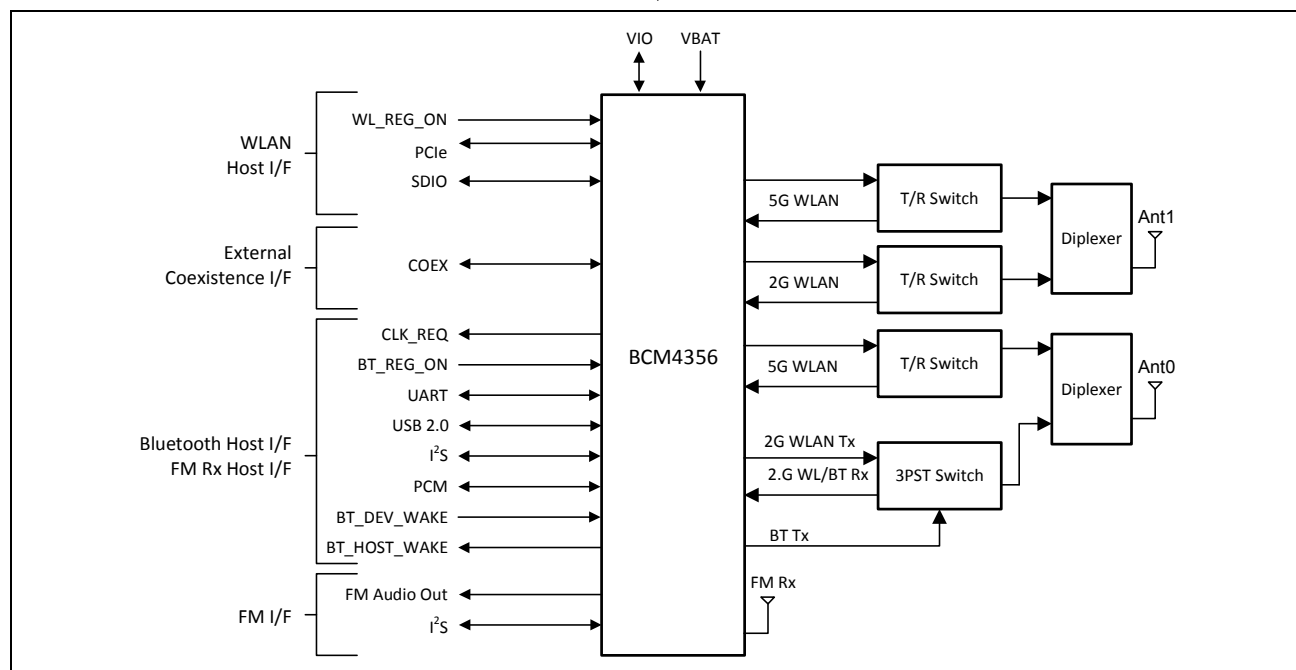 VIO
VBAT
WLAN
Host I/F
WL_REG_ON
PCIe
SDIO
External
Coexistence I/F
COEX
Bluetooth Host I/F
FM Rx Host I/F
CLK_REQ
BT_REG_ON
UART
USB 2.0
I²S
PCM
BT_DEV_WAKE
BT_HOST_WAKE
FM I/F
FM Audio Out
I²S
BCM4356
5G WLAN
T/R Switch
2G WLAN
T/R Switch
Diplexer
Ant1
5G WLAN
T/R Switch
2G WLAN Tx
2.G WL/BT Rx
3PST Switch
BT Tx
Diplexer
Ant0
FM Rx